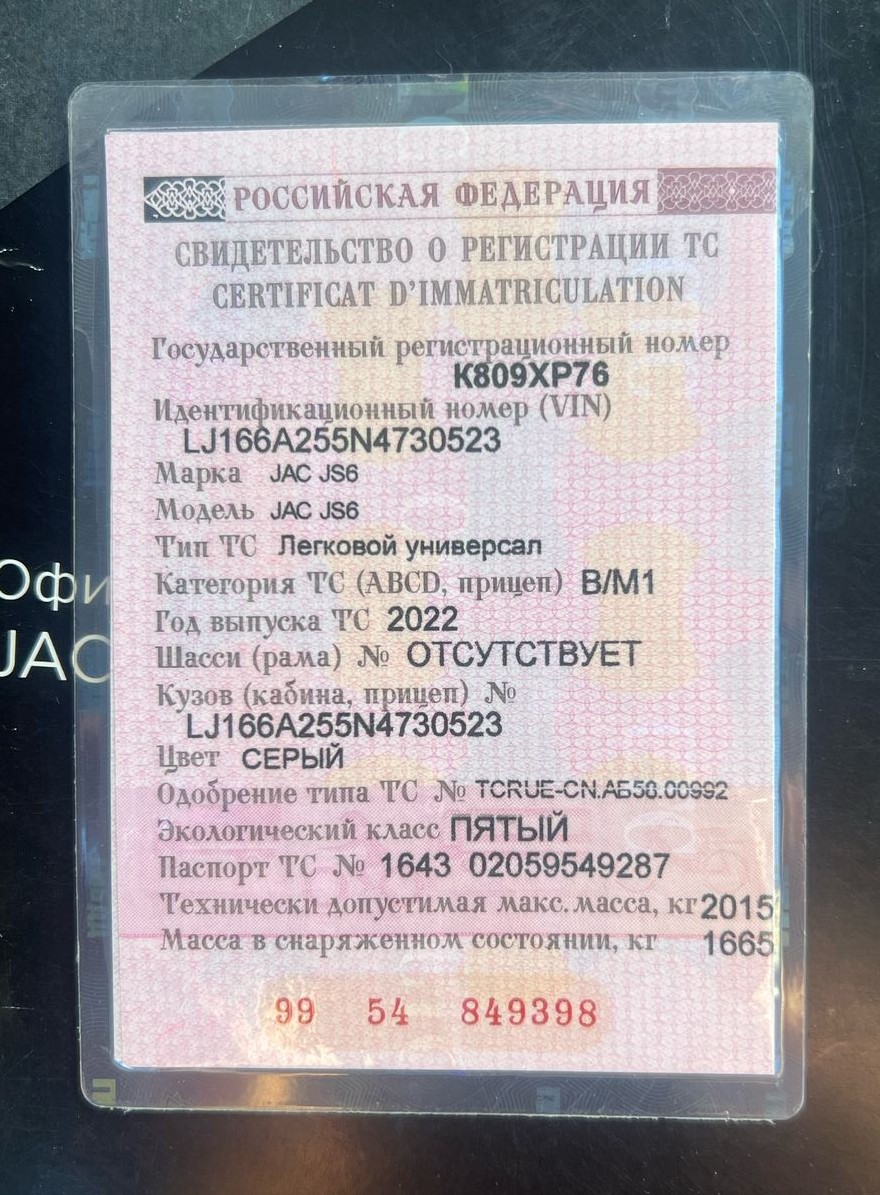 РОССИЙСКАЯ ФЕДЕРАЦИЯ
СВИДЕТЕЛЬСТВО О РЕГИСТРАЦИИ ТС
CERTIFICAT D'IMMATRICULATION
Государственный регистрационный номер
К809ХР76
Идентификационный номер (VIN)
LJ166A255N4730523
Марка JAC JS6
Модель JAC JS6
Тип ТС Легковой универсал
Категория ТС (ABCD, прицеп) B/M1
Год выпуска ТС 2022
Шасси (рама) № ОТСУТСТВУЕТ
Кузов (кабина, прицеп) №
LJ166A255N4730523
Цвет СЕРЫЙ
Одобрение типа ТС № TCRUE-CN.АБ58.00992
Экологический класс ПЯТЫЙ
Паспорт ТС № 1643 02059549287
Технически допустимая макс. масса, кг 2015
Масса в снаряженном состоянии, кг 1665
99 54 849398
Офи
JAC